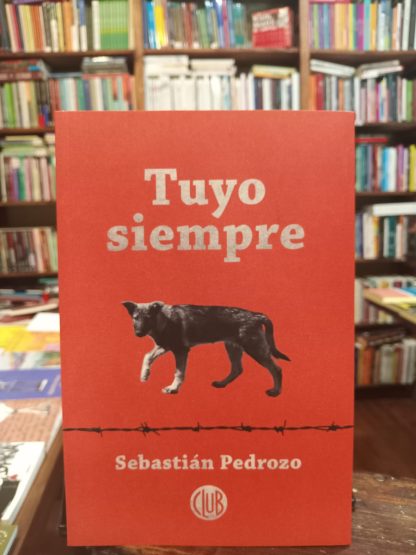 Tuyo
siempre
Sebastián Pedrozo
CLUB